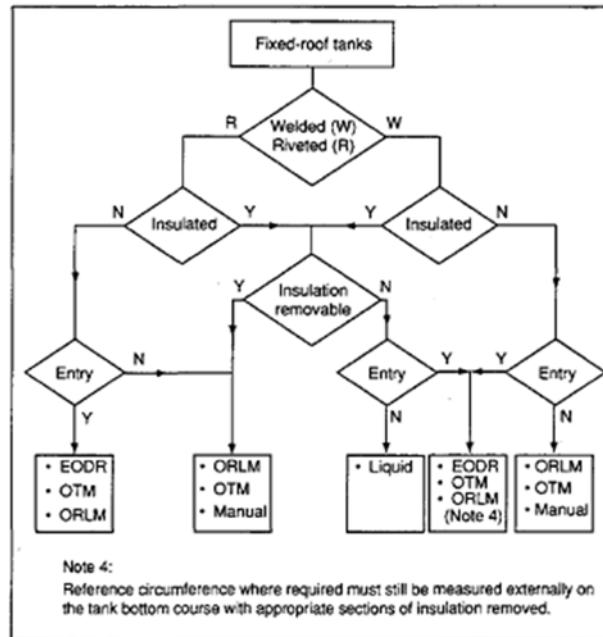 Fixed-roof tanks
R
Welded (W)
Riveted (R)
W
N
Insulated
Y
Y
Insulated
N
Y
Insulation
removable
N
Entry
N
Y
Entry
Y
Y
Entry
N
N
• EODR
• OTM
• ORLM
• ORLM
• OTM
• Manual
• Liquid
• EODR
• OTM
• ORLM
(Note 4)
• ORLM
• OTM
• Manual
Note 4:
Reference circumference where required must still be measured externally on
the tank bottom course with appropriate sections of insulation removed.